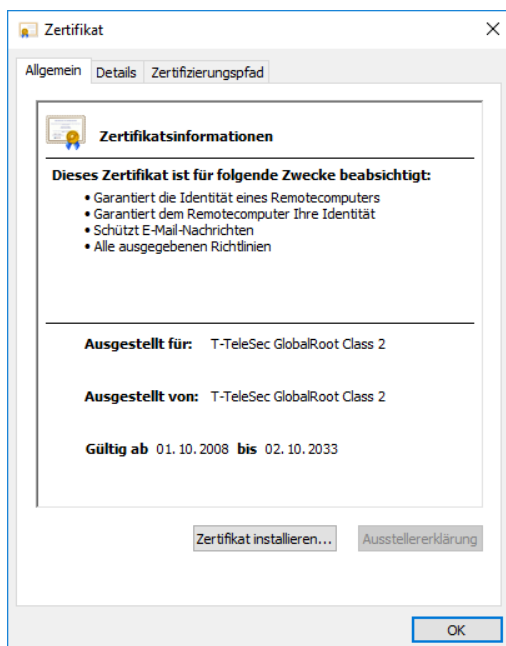 Zertifikat
Allgemein Details Zertifizierungspfad
Zertifikatsinformationen
Dieses Zertifikat ist für folgende Zwecke beabsichtigt:
• Garantiert die Identität eines Remotecomputers
• Garantiert dem Remotecomputer Ihre Identität
• Schützt E-Mail-Nachrichten
• Alle ausgegebenen Richtlinien
Ausgestellt für: T-TeleSec GlobalRoot Class 2
Ausgestellt von: T-TeleSec GlobalRoot Class 2
Gültig ab 01.10.2008 bis 02.10.2033
Zertifikat installieren... Ausstellererklärung
OK